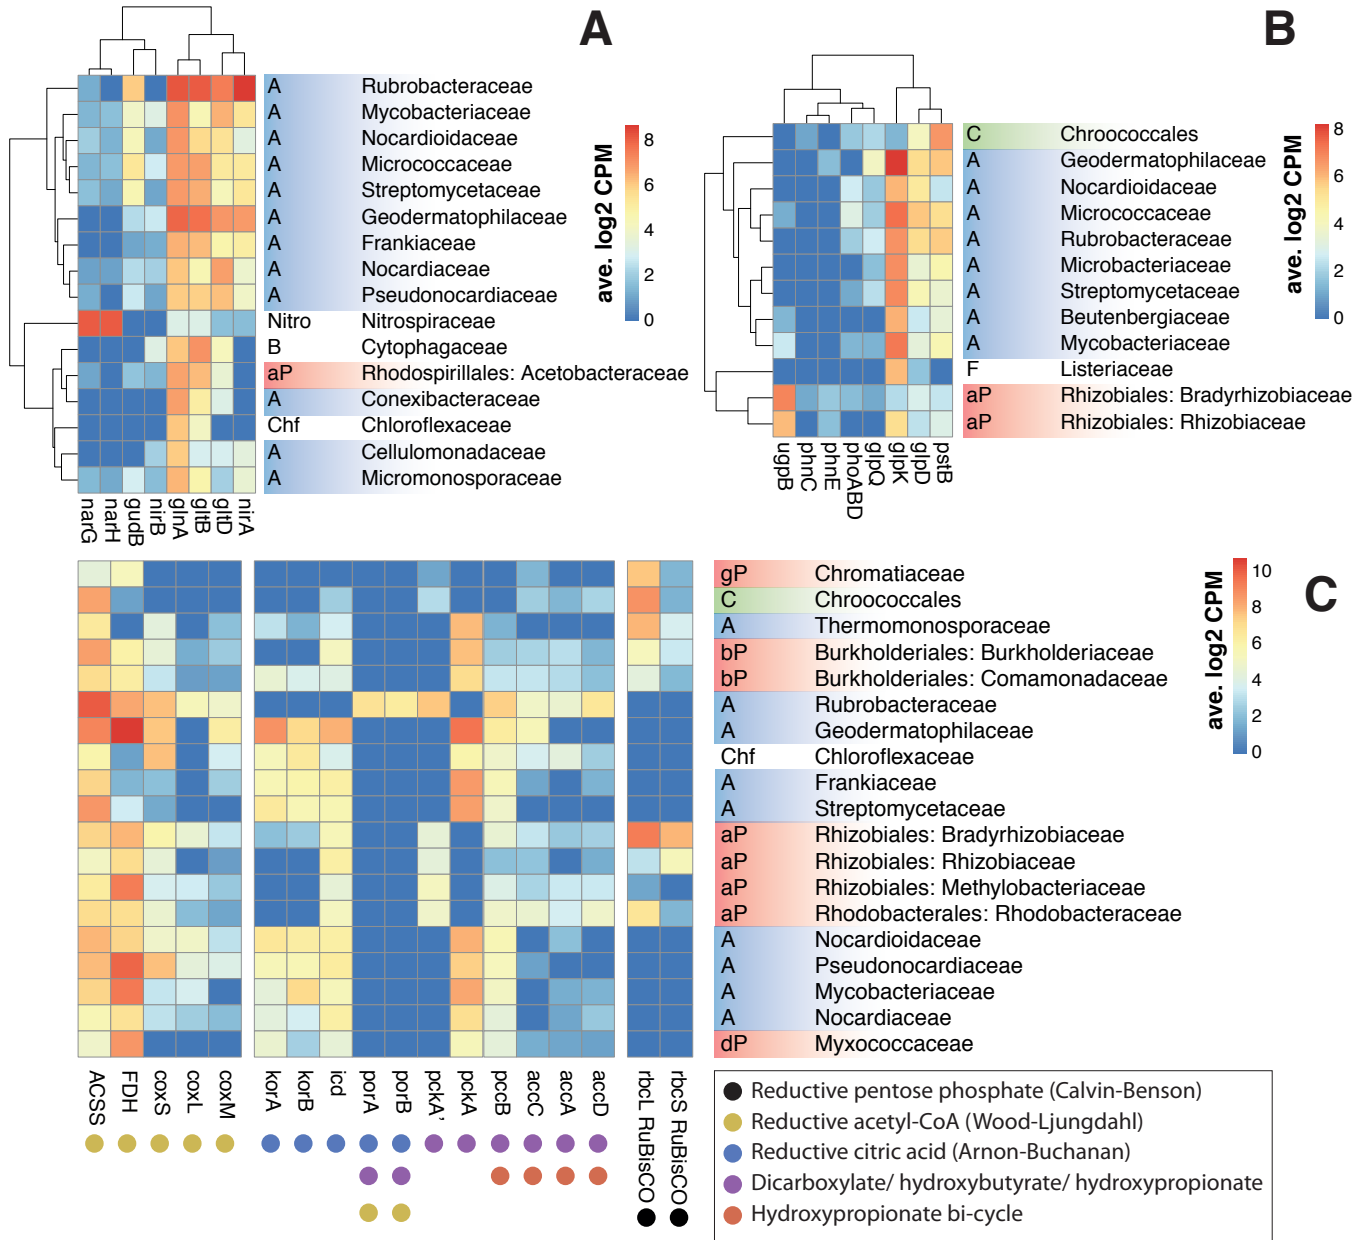 A
A Rubrobacteraceae
A Mycobacteriaceae
A Nocardioidaceae
A Micrococcaceae
A Streptomycetaceae
A Geodermatophilaceae
A Frankiaceae
A Nocardiaceae
A Pseudonocardiaceae
Nitro Nitrospiraceae
B Cytophagaceae
aP Rhodospirillales: Acetobacteraceae
A Conexibacteraceae
Chf Chloroflexaceae
A Cellulomonadaceae
A Micromonosporaceae
narG
narH
gudB
nirB
glnA
gltB
gltD
nirA
ave. log2 CPM
8
6
4
2
0
B
C Chroococcales
A Geodermatophilaceae
A Nocardioidaceae
A Micrococcaceae
A Rubrobacteraceae
A Microbacteriaceae
A Streptomycetaceae
A Beutenbergiaceae
A Mycobacteriaceae
F Listeriaceae
aP Rhizobiales: Bradyrhizobiaceae
aP Rhizobiales: Rhizobiaceae
ugpB
phnC
phnE
phoABD
glpQ
glpK
glpD
pstB
ave. log2 CPM
8
6
4
2
0
C
gP Chromatiaceae
C Chroococcales
A Thermomonosporaceae
bP Burkholderiales: Burkholderiaceae
bP Burkholderiales: Comamonadaceae
A Rubrobacteraceae
A Geodermatophilaceae
Chf Chloroflexaceae
A Frankiaceae
A Streptomycetaceae
aP Rhizobiales: Bradyrhizobiaceae
aP Rhizobiales: Rhizobiaceae
aP Rhizobiales: Methylobacteriaceae
aP Rhodobacterales: Rhodobacteraceae
A Nocardioidaceae
A Pseudonocardiaceae
A Mycobacteriaceae
A Nocardiaceae
dP Myxococcaceae
ave. log2 CPM
10
8
6
4
2
0
ACSS
FDH
coxS
coxL
coxM
korA
korB
icd
porA
porB
pckA'
pckA
pccB
accC
accA
accD
rbcL RuBisCO
rbcS RuBisCO
Reductive pentose phosphate (Calvin-Benson)
Reductive acetyl-CoA (Wood-Ljungdahl)
Reductive citric acid (Arnon-Buchanan)
Dicarboxylate/ hydroxybutyrate/ hydroxypropionate
Hydroxypropionate bi-cycle